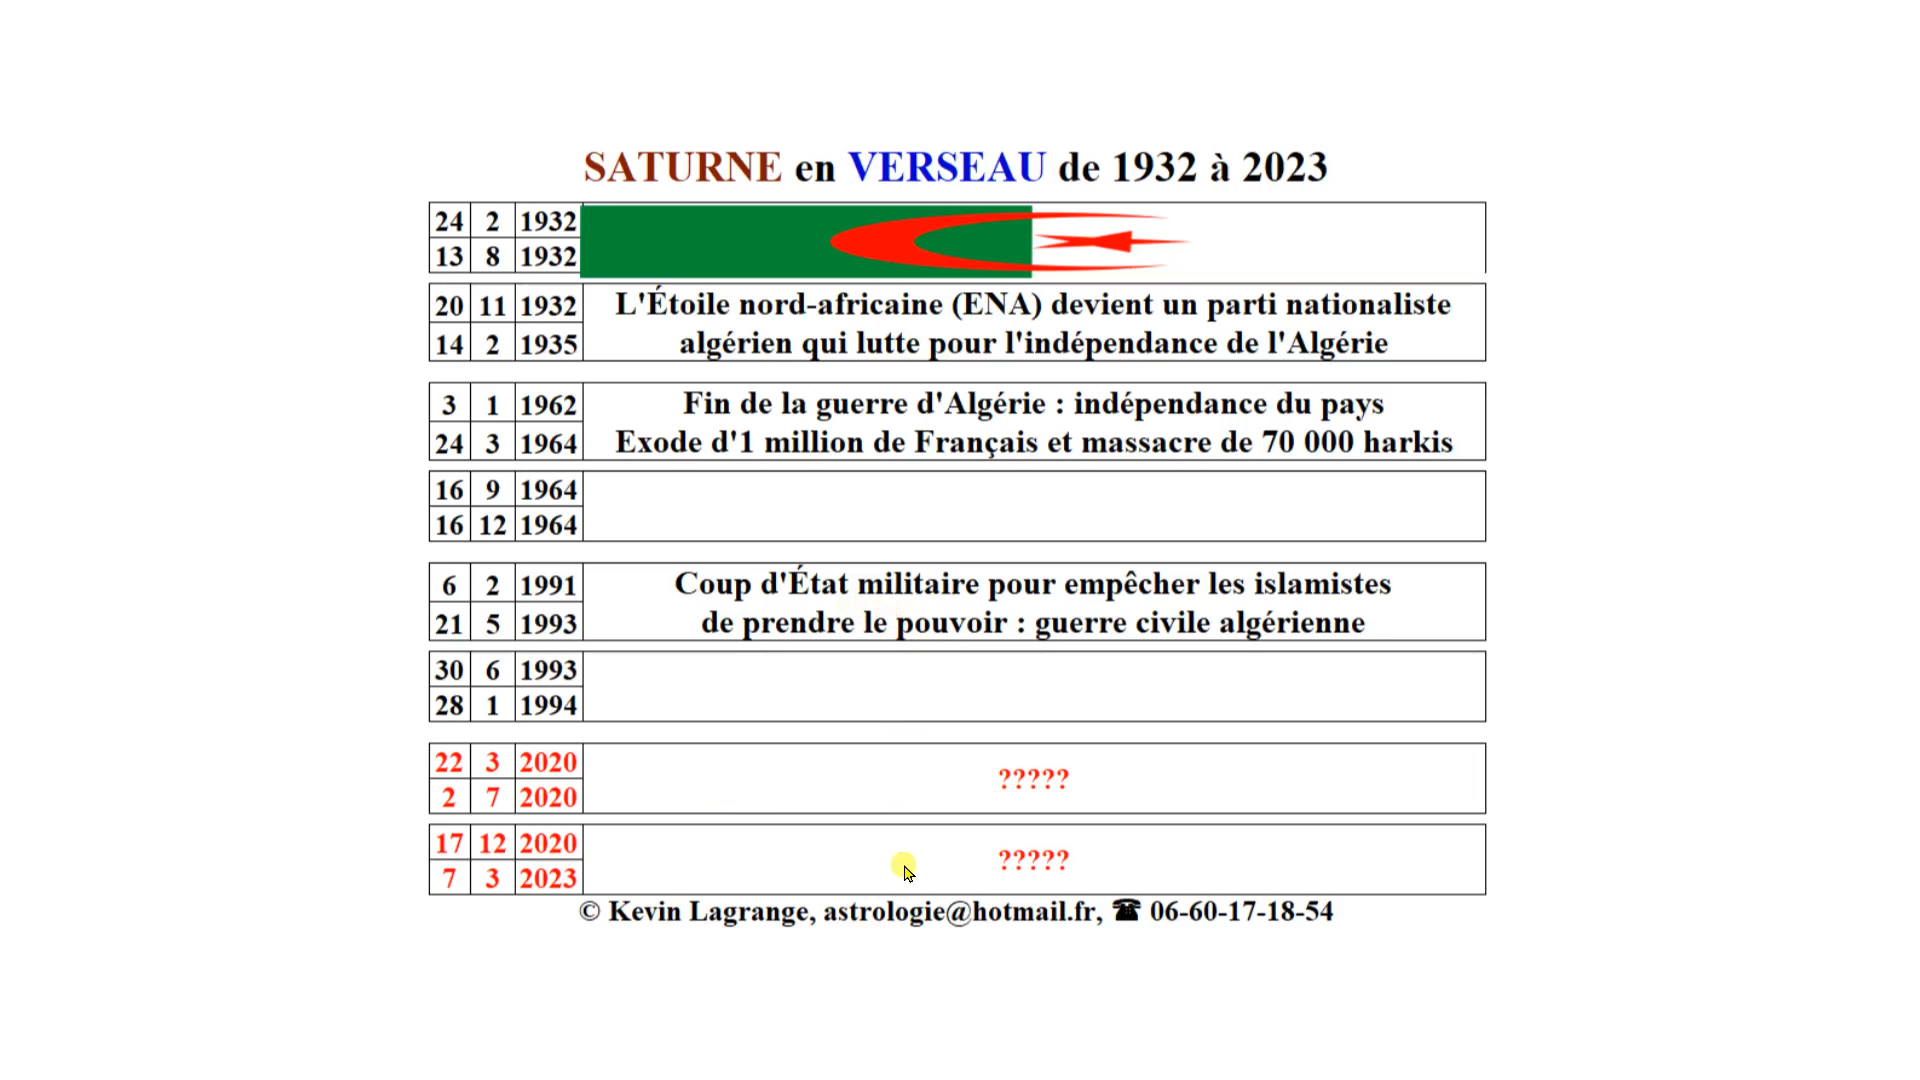 SATURNE en VERSEAU de 1932 à 2023
24 2 1932
13 8 1932
20 11 1932 L'Étoile nord-africaine (ENA) devient un parti nationaliste
14 2 1935 algérien qui lutte pour l'indépendance de l'Algérie
3 1 1962 Fin de la guerre d'Algérie : indépendance du pays
24 3 1964 Exode d'1 million de Français et massacre de 70 000 harkis
16 9 1964
16 12 1964
6 2 1991 Coup d'État militaire pour empêcher les islamistes
21 5 1993 de prendre le pouvoir : guerre civile algérienne
30 6 1993
28 1 1994
22 3 2020
?????
2 7 2020
17 12 2020
?????
7 3 2023
© Kevin Lagrange, astrologie@hotmail.fr, ☎ 06-60-17-18-54